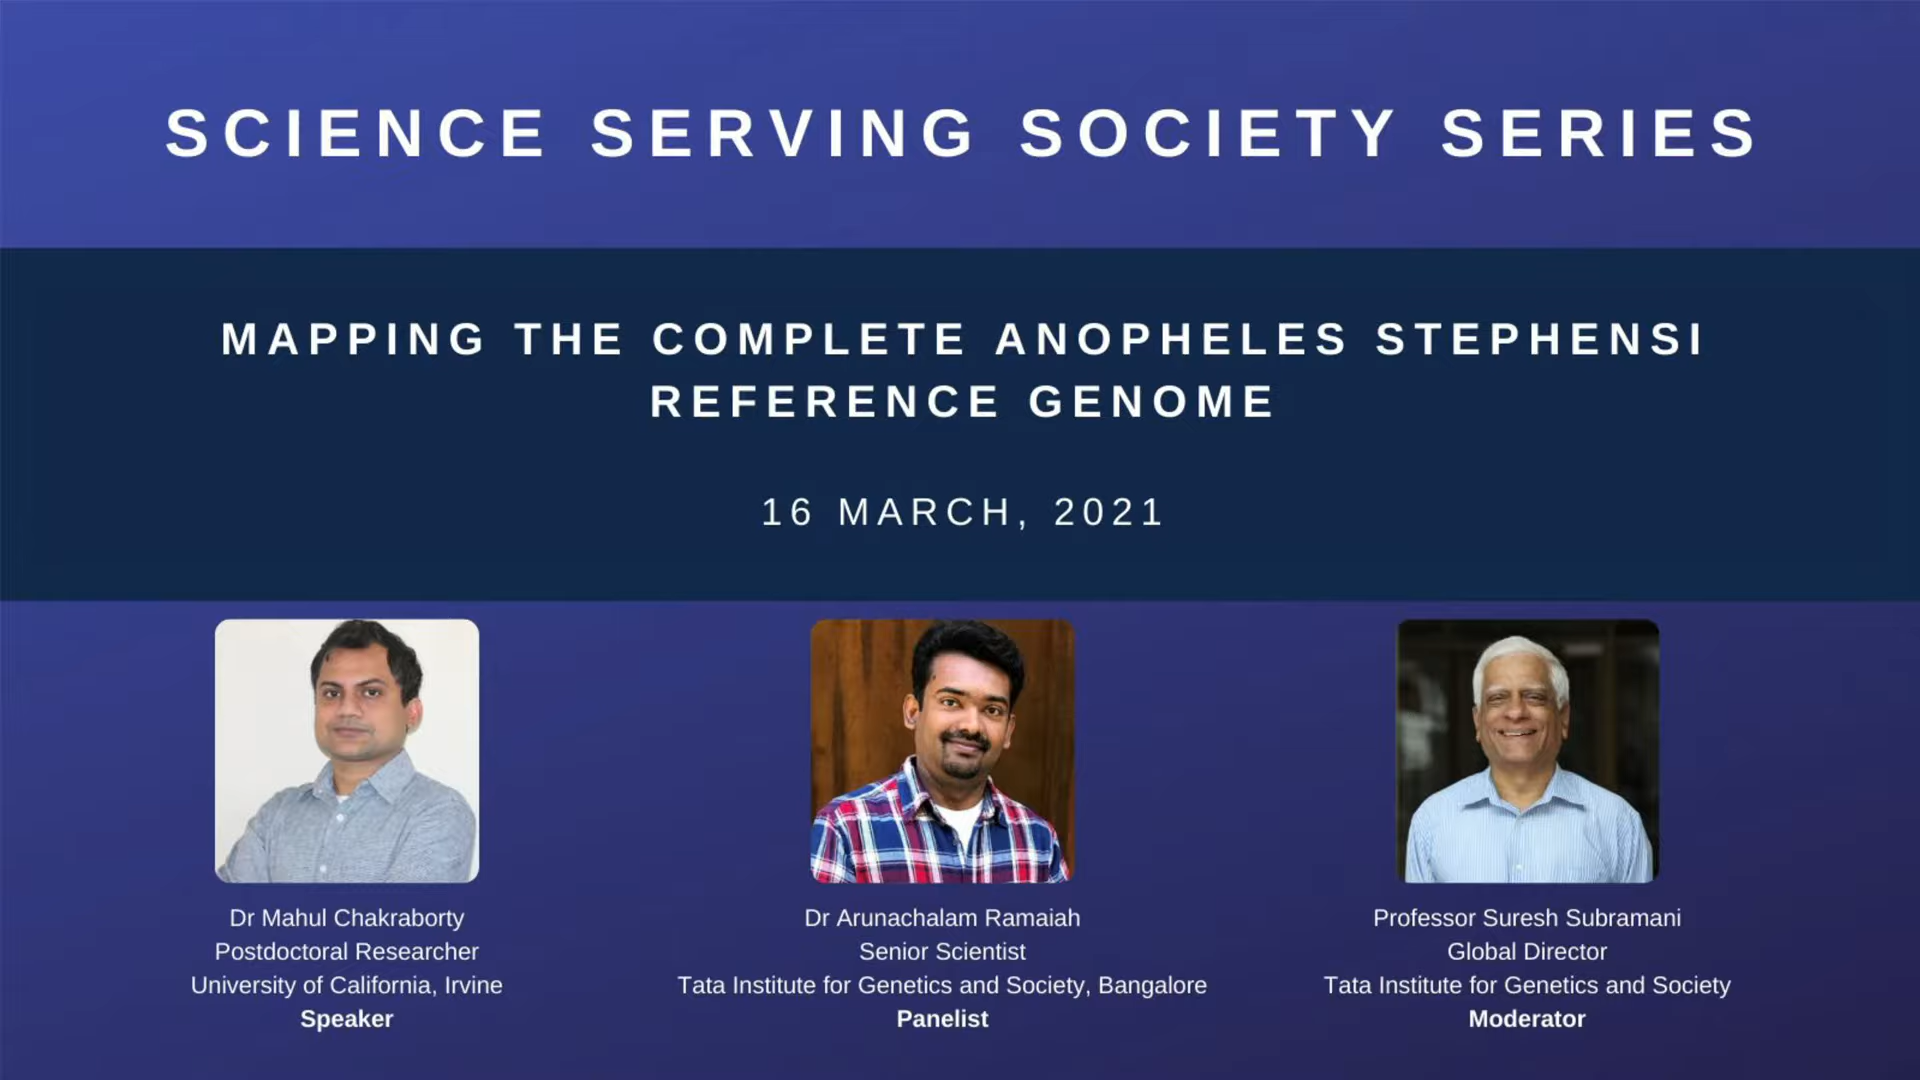 SCIENCE SERVING SOCIETY SERIES
MAPPING THE COMPLETE ANOPHELES STEPHENSI
REFERENCE GENOME
16 MARCH, 2021
Dr Mahul Chakraborty
Postdoctoral Researcher
University of California, Irvine
Speaker
Dr Arunachalam Ramaiah
Senior Scientist
Tata Institute for Genetics and Society, Bangalore
Panelist
Professor Suresh Subramani
Global Director
Tata Institute for Genetics and Society
Moderator